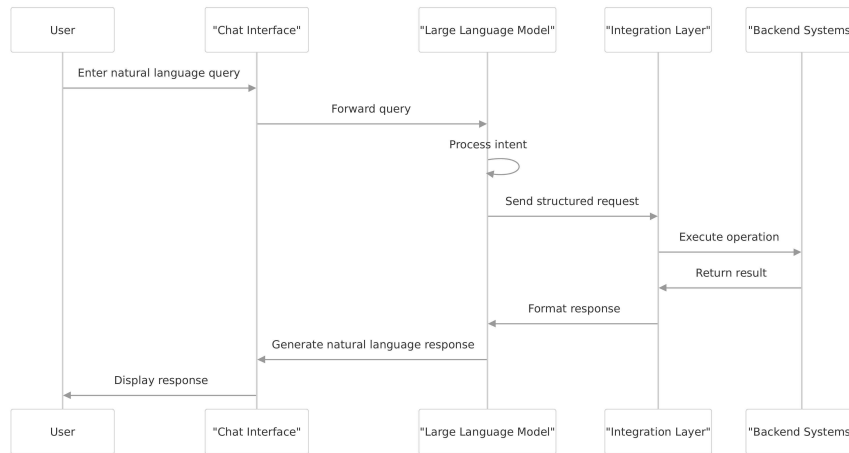 User
"Chat Interface"
"Large Language Model"
"Integration Layer"
"Backend Systems
Enter natural language query
Forward query
Process intent
Send structured request
Execute operation
Return result
Format response
Generate natural language response
Display response
User
"Chat Interface"
"Large Language Model"
"Integration Layer"
"Backend Systems